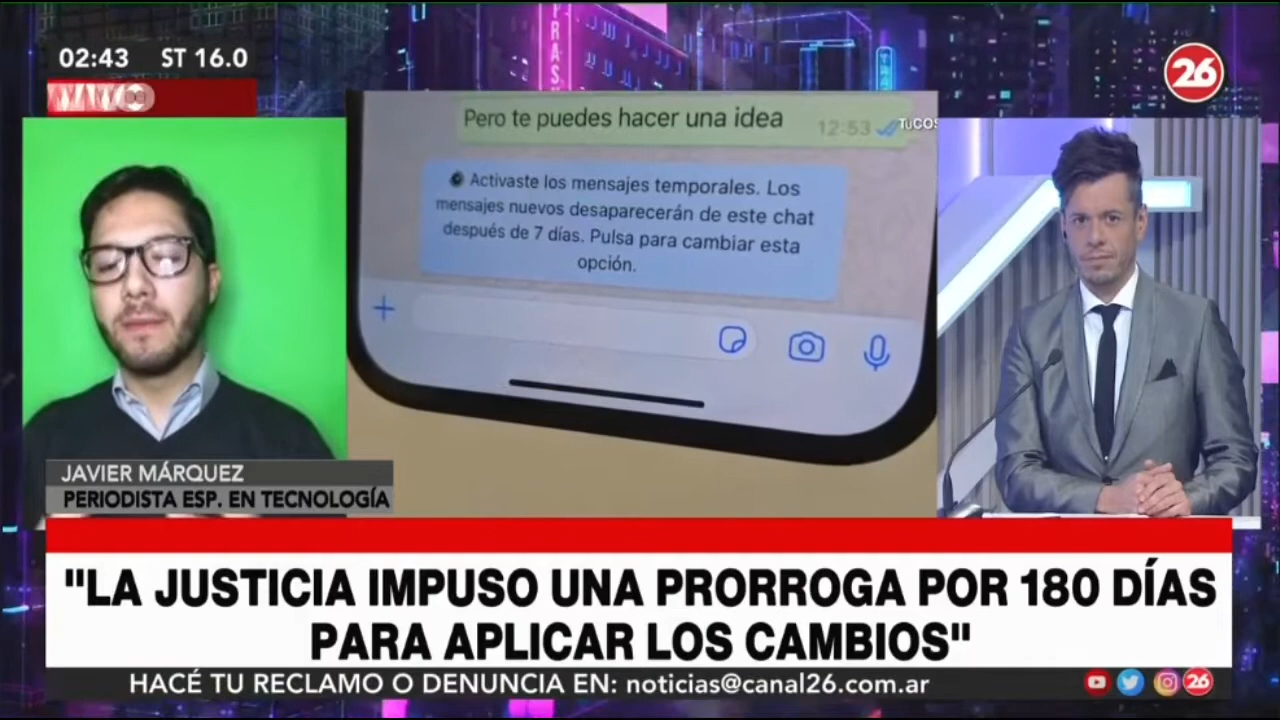 02:43 ST 16.0
26
VIVO
PRAS
Pero te puedes hacer una idea
12:53
TuCOS
Activaste los mensajes temporales. Los
mensajes nuevos desaparecerán de este chat
después de 7 días. Pulsa para cambiar esta
opción.
JAVIER MÁRQUEZ
PERIODISTA ESP. EN TECNOLOGÍA
"LA JUSTICIA IMPUSO UNA PRORROGA POR 180 DÍAS
PARA APLICAR LOS CAMBIOS"
HACÉ TU RECLAMO O DENUNCIA EN: noticias@canal26.com.ar
26